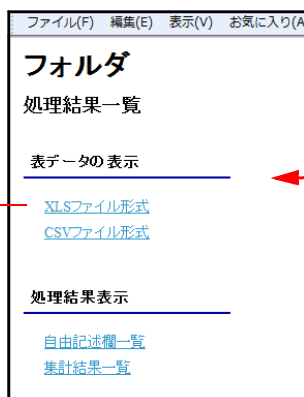 ファイル(F) 編集(E) 表示(V) お気に入り(A
フォルダ
処理結果一覧
表データの表示
XLSファイル形式
CSVファイル形式
処理結果表示
自由記述欄一覧
集計結果一覧